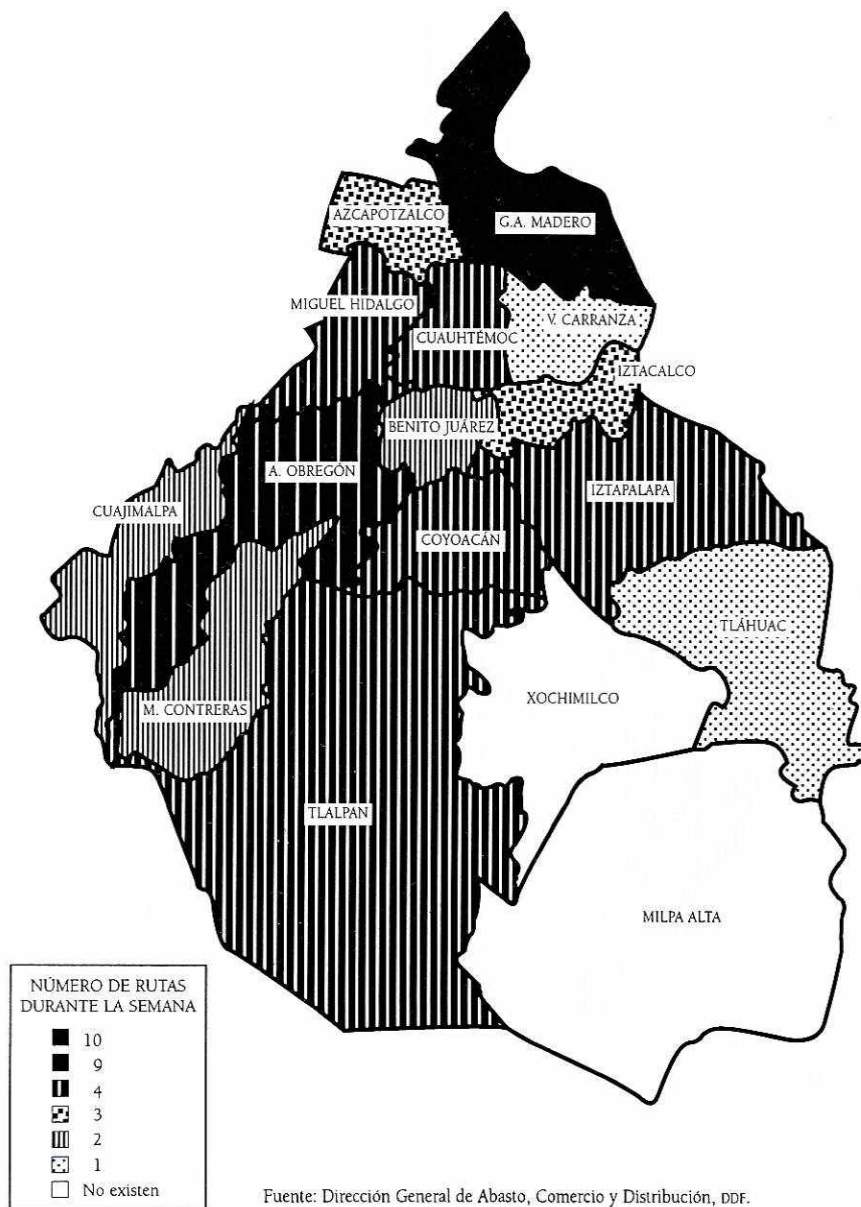 AZCAPOTZALCO
G.A. MADERO
MIGUEL HIDALGO
V. CARRANZA
CUAUHTÉMOC
IZTACALCO
BENITO JUÁREZ
A. OBREGÓN
IZTAPALAPA
CUAJIMALPA
COYOACÁN
TLÁHUAC
XOCHIMILCO
M. CONTRERAS
TLALPAN
MILPA ALTA
NÚMERO DE RUTAS
DURANTE LA SEMANA
10
9
4
3
2
1
No existen
Fuente: Dirección General de Abasto, Comercio y Distribución, DDF.